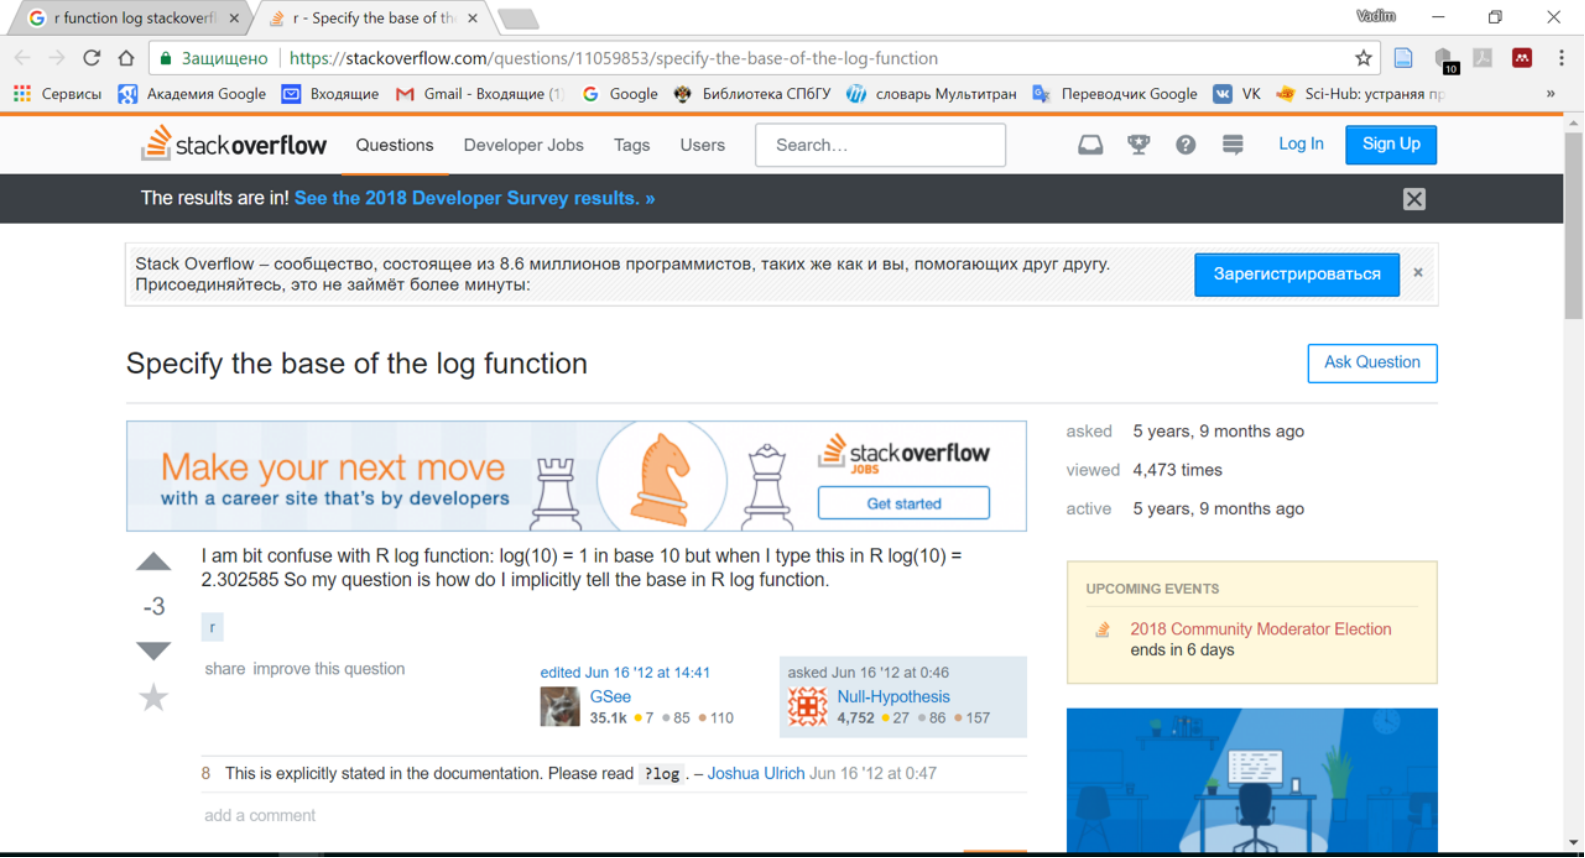 r function log stackoverfl
r - Specify the base of th
Vadim
Защищено
https://stackoverflow.com/questions/11059853/specify-the-base-of-the-log-function
10
Сервисы
Академия Google
Входящие
Gmail - Входящие (1)
Google
Библиотека СПбГУ
словарь Мультитран
Переводчик Google
VK
Sci-Hub: устраняя пр
»
stackoverflow
Questions
Developer Jobs
Tags
Users
Search...
Log In
Sign Up
The results are in! See the 2018 Developer Survey results. »
Stack Overflow – сообщество, состоящее из 8.6 миллионов программистов, таких же как и вы, помогающих друг другу.
Присоединяйтесь, это не займёт более минуты:
Зарегистрироваться
×
Specify the base of the log function
Ask Question
Make your next move
with a career site that's by developers
stackoverflow
JOBS
Get started
asked 5 years, 9 months ago
viewed 4,473 times
active 5 years, 9 months ago
I am bit confuse with R log function: log(10) = 1 in base 10 but when I type this in R log(10) =
2.302585 So my question is how do I implicitly tell the base in R log function.
-3
r
share improve this question
edited Jun 16 '12 at 14:41
GSee
35.1k ●7 ●85 ●110
asked Jun 16 '12 at 0:46
Null-Hypothesis
4,752 ●27 ●86 ●157
8 This is explicitly stated in the documentation. Please read ?log . – Joshua Ulrich Jun 16 '12 at 0:47
add a comment
UPCOMING EVENTS
2018 Community Moderator Election
ends in 6 days